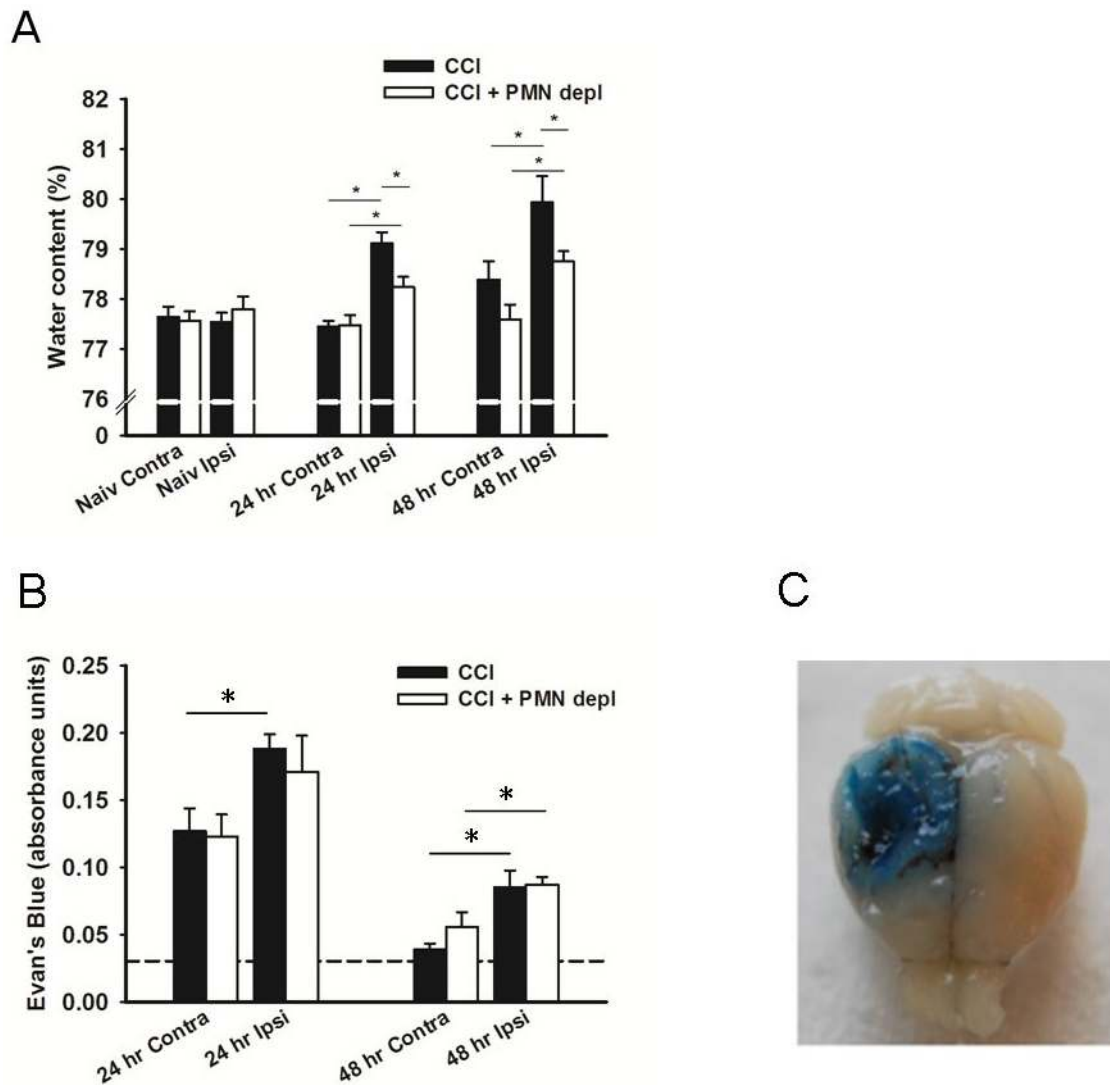 A
CCI
CCI + PMN depl
Water content (%)
82
81
80
79
78
77
76
0
* * * * * *
Naiv Contra
Naiv Ipsi
24 hr Contra
24 hr Ipsi
48 hr Contra
48 hr Ipsi
B
CCI
CCI + PMN depl
Evan's Blue (absorbance units)
0.25
0.20
0.15
0.10
0.05
0.00
* * *
24 hr Contra
24 hr Ipsi
48 hr Contra
48 hr Ipsi
C